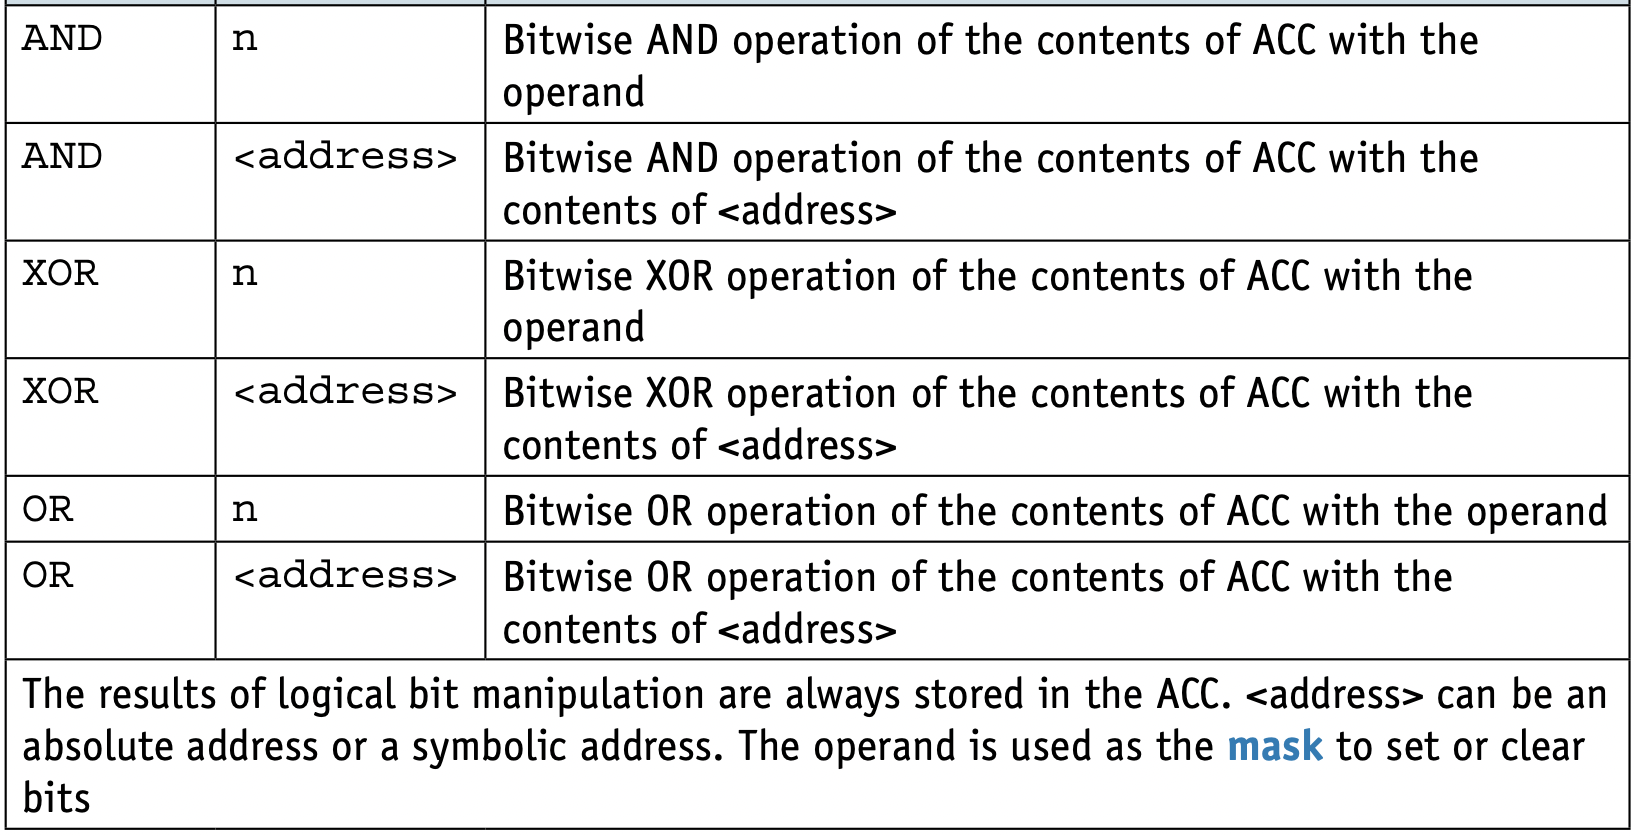 AND n Bitwise AND operation of the contents of ACC with the
operand
AND <address> Bitwise AND operation of the contents of ACC with the
contents of <address>
XOR n Bitwise XOR operation of the contents of ACC with the
operand
XOR <address> Bitwise XOR operation of the contents of ACC with the
contents of <address>
OR n Bitwise OR operation of the contents of ACC with the operand
OR <address> Bitwise OR operation of the contents of ACC with the
contents of <address>
The results of logical bit manipulation are always stored in the ACC. <address> can be an
absolute address or a symbolic address. The operand is used as the mask to set or clear
bits